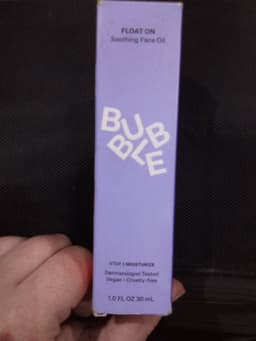 FLOAT ON
Soothing Face Oil
BUB
BLE
STEP 3 MOISTURIZE
Dermatologist Tested
Vegan • Cruelty-free
1.0 FL OZ 30 mL